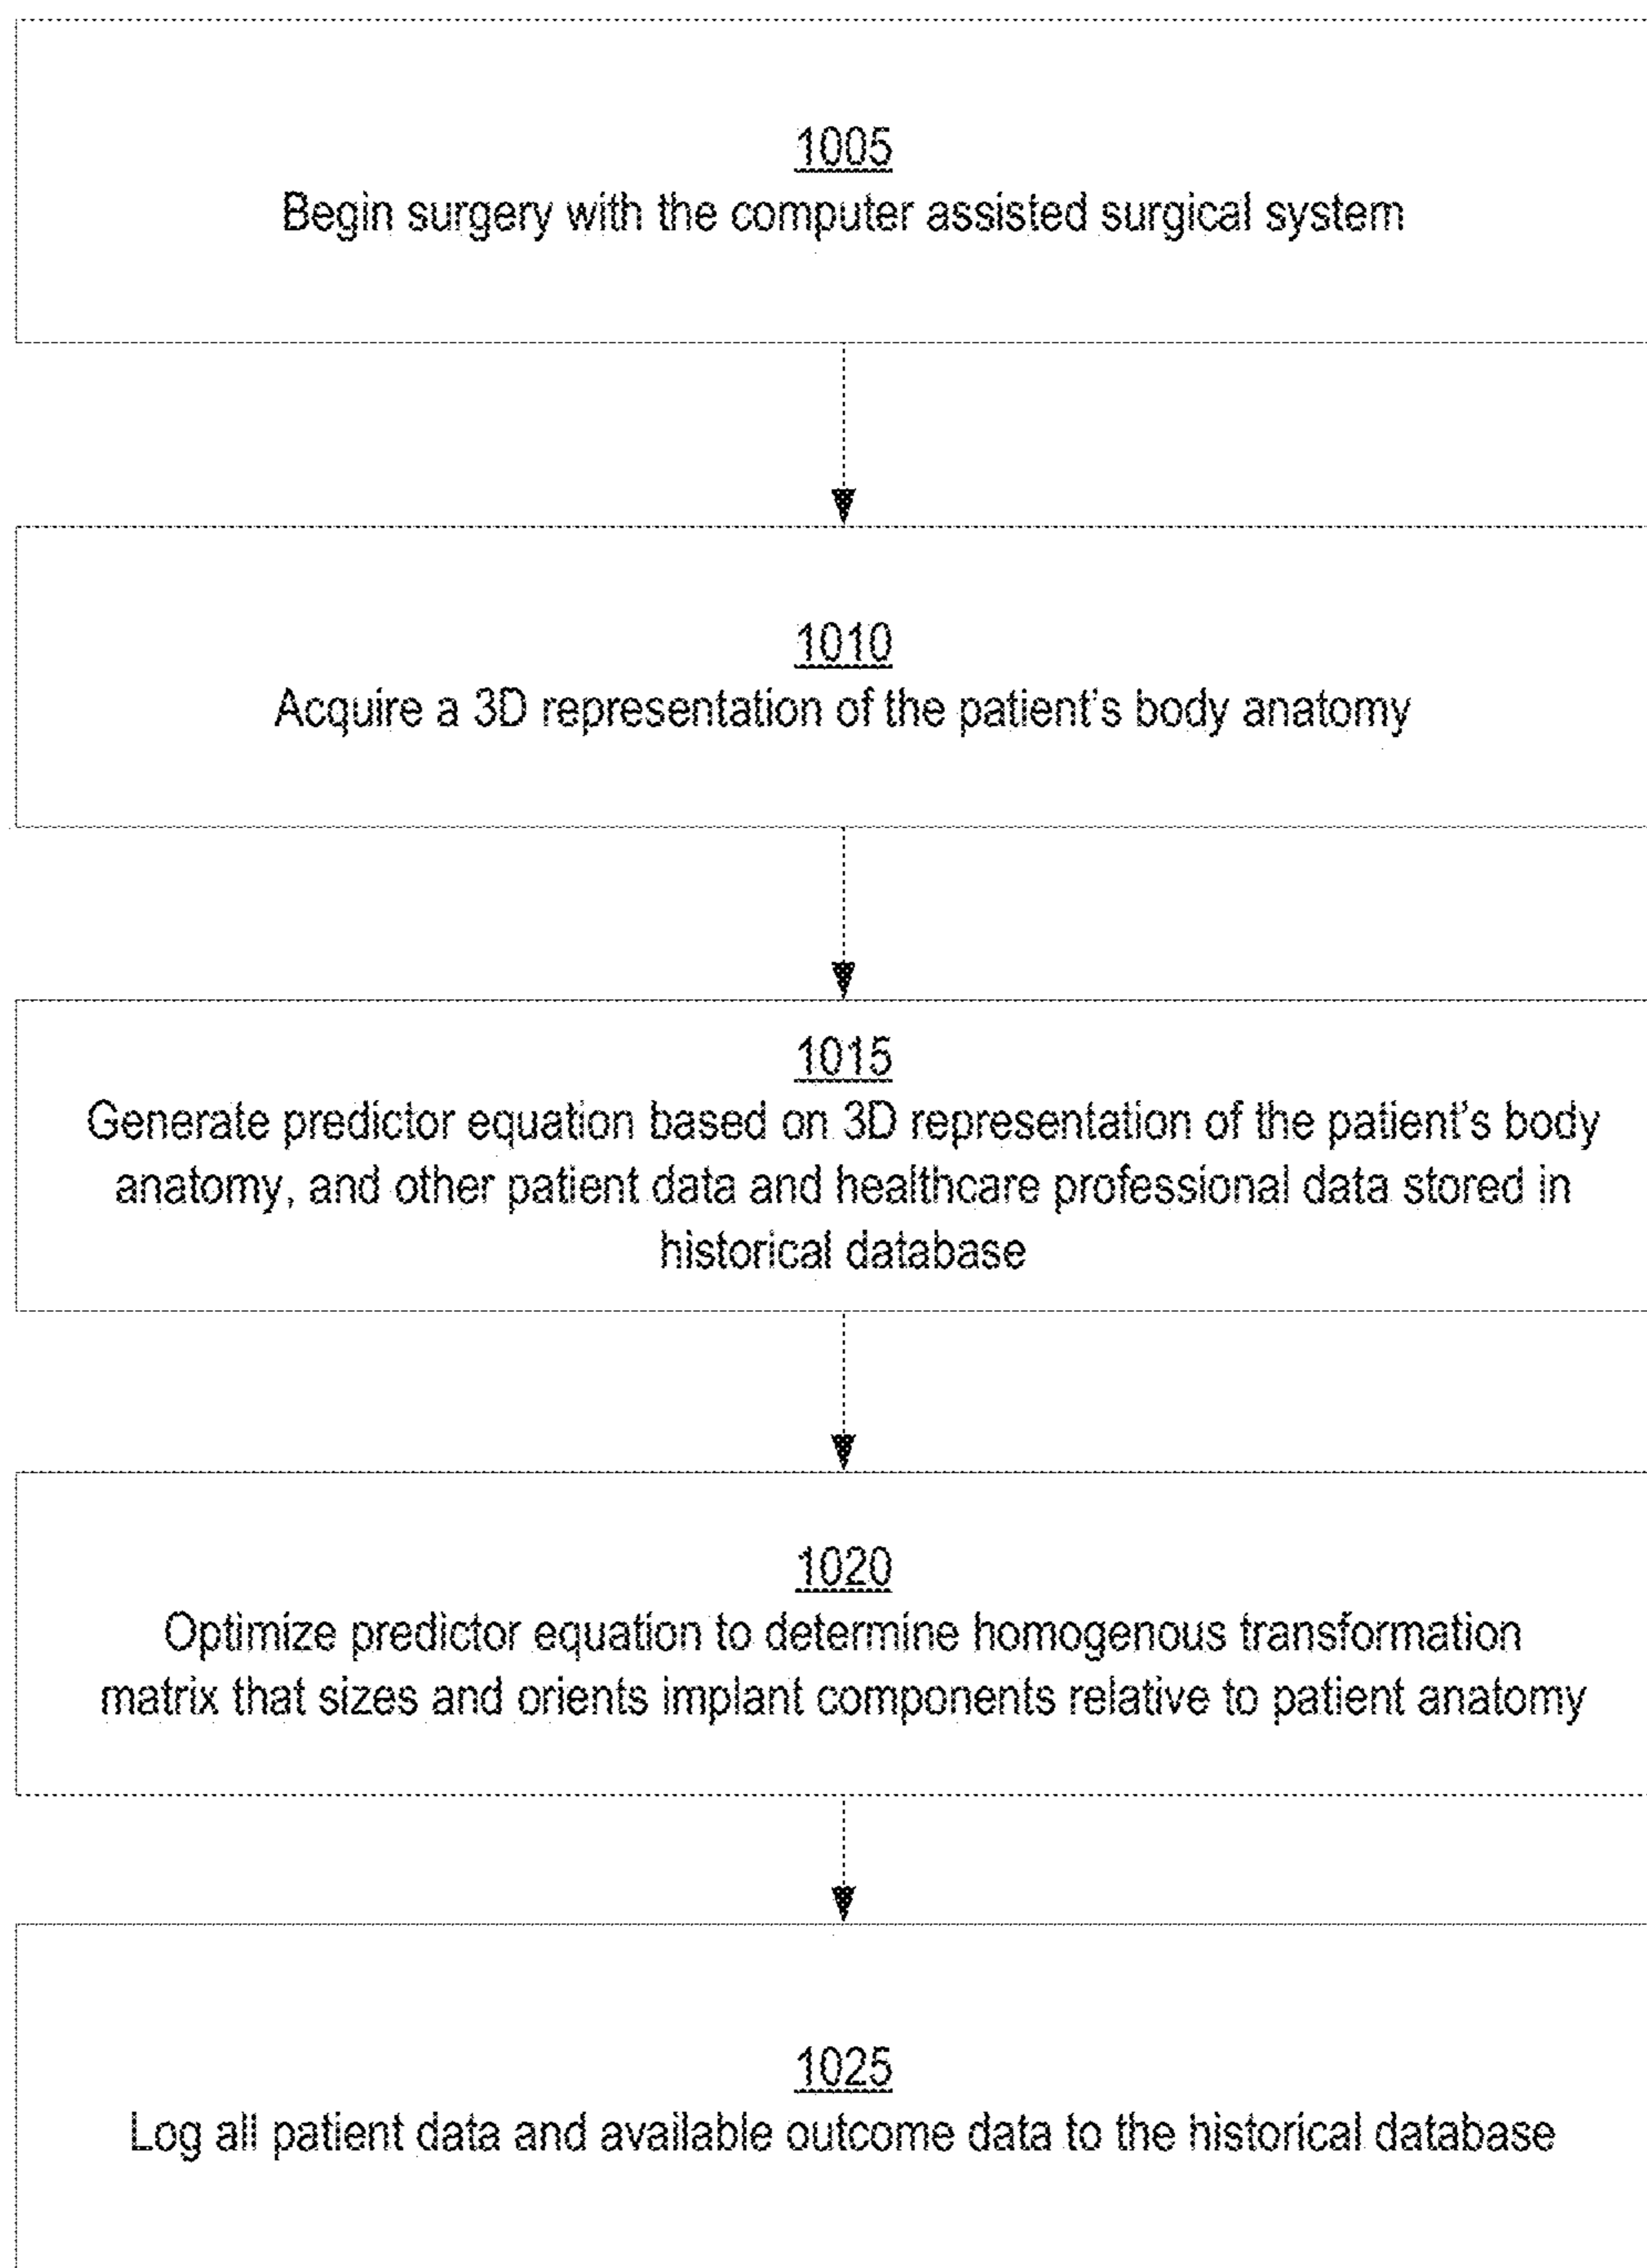 1005
Begin surgery with the computer assisted surgical system
1010
Acquire a 3D representation of the patient's body anatomy
1015
Generate predictor equation based on 3D representation of the patient's body
anatomy, and other patient data and healthcare professional data stored in
historical database
1020
Optimize predictor equation to determine homogenous transformation
matrix that sizes and orients implant components relative to patient anatomy
1025
Log all patient data and available outcome data to the historical database